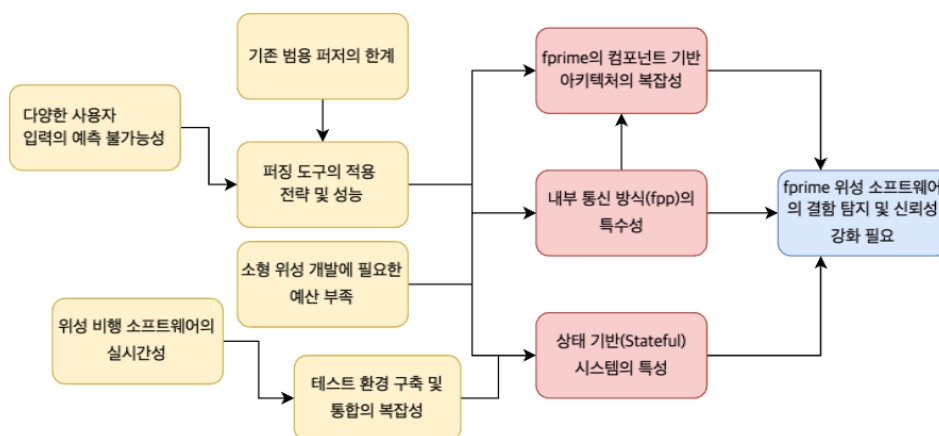 기존 범용 퍼저의 한계
fprime의 컴포넌트 기반
아키텍처의 복잡성
다양한 사용자
입력의 예측 불가능성
퍼징 도구의 적용
전략 및 성능
내부 통신 방식(fpp)의
특수성
fprime 위성 소프트웨어
의 결함 탐지 및 신뢰성
강화 필요
소형 위성 개발에 필요한
예산 부족
위성 비행 소프트웨어의
실시간성
상태 기반(Stateful)
시스템의 특성
테스트 환경 구축 및
통합의 복잡성